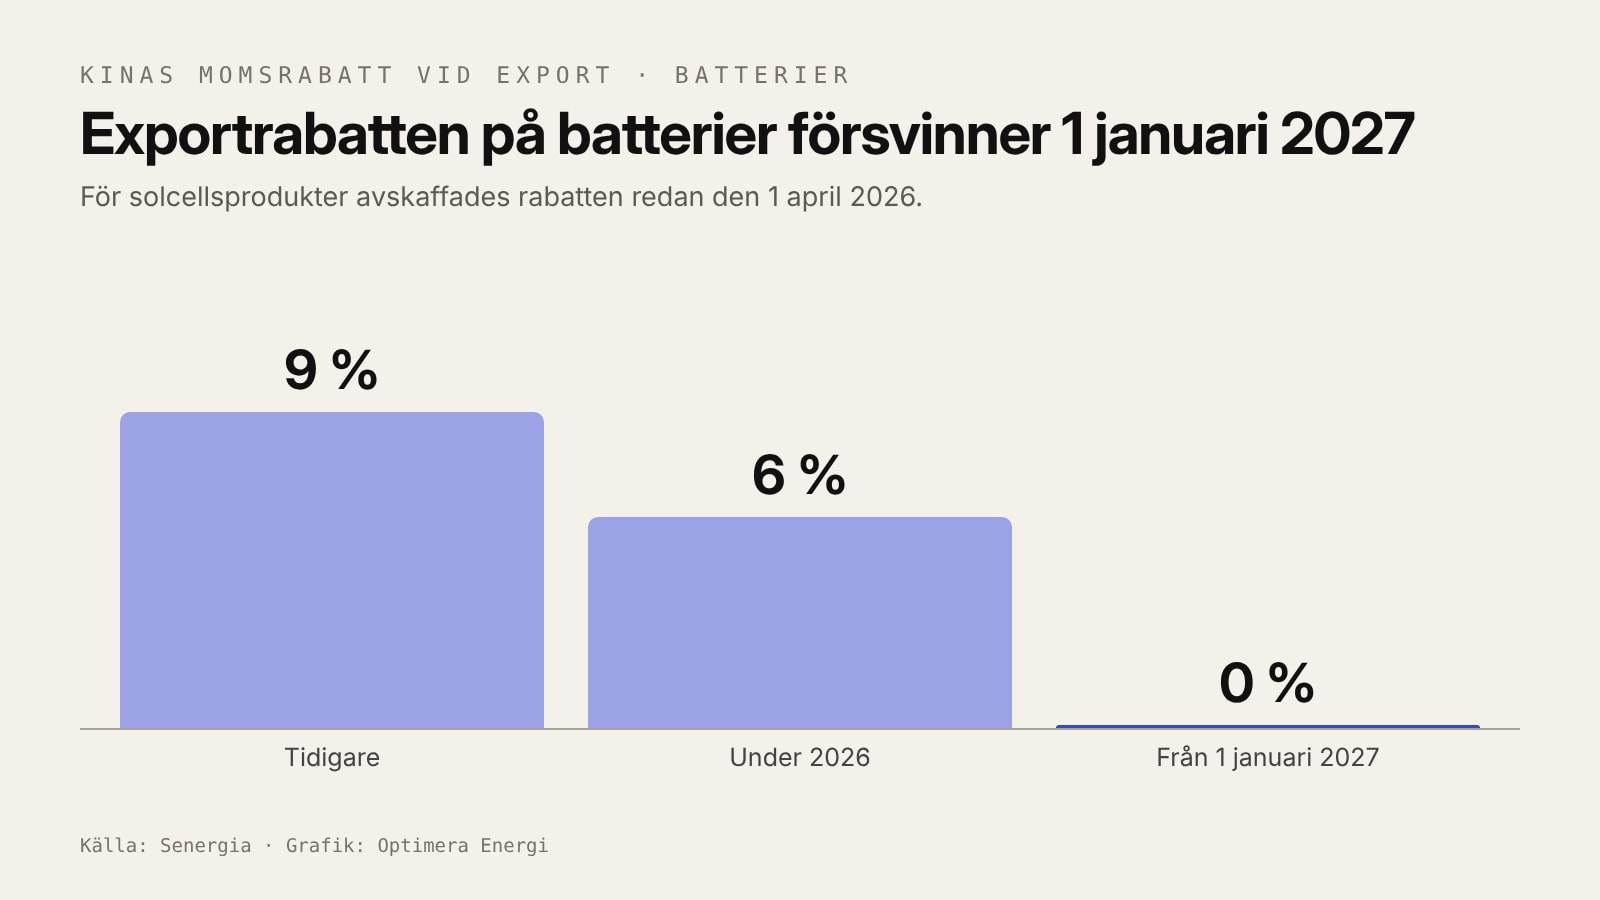 KINAS MOMSRABATT VID EXPORT · BATTERIER
Exportrabatten på batterier försvinner 1 januari 2027
För solcellsprodukter avskaffades rabatten redan den 1 april 2026.
9 %
6 %
0 %
Tidigare
Under 2026
Från 1 januari 2027
Källa: Senergia · Grafik: Optimera Energi